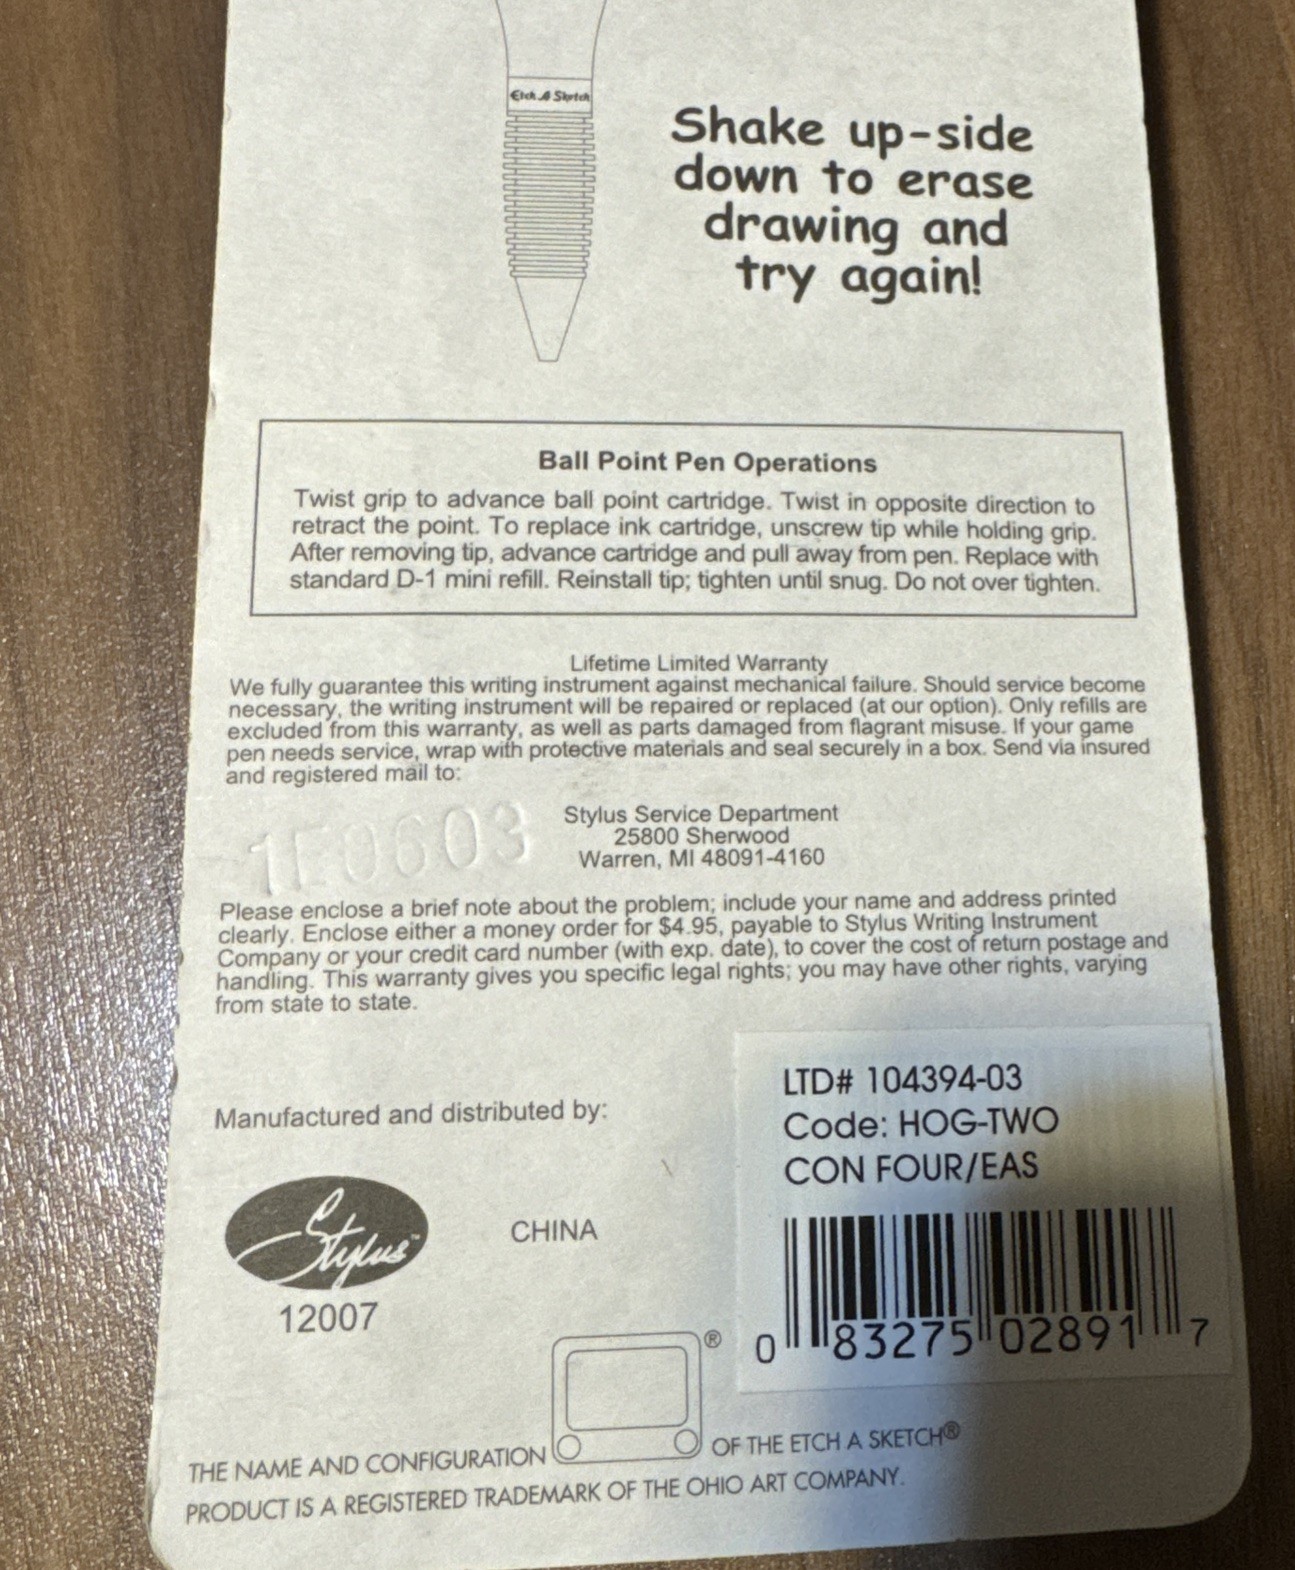 Etch A Sketch
Shake up-side
down to erase
drawing and
try again!
Ball Point Pen Operations
Twist grip to advance ball point cartridge. Twist in opposite direction to
retract the point. To replace ink cartridge, unscrew tip while holding grip.
After removing tip, advance cartridge and pull away from pen. Replace with
standard D-1 mini refill. Reinstall tip; tighten until snug. Do not over tighten.
Lifetime Limited Warranty
We fully guarantee this writing instrument against mechanical failure. Should service become
necessary, the writing instrument will be repaired or replaced (at our option). Only refills are
excluded from this warranty, as well as parts damaged from flagrant misuse. If your game
pen needs service, wrap with protective materials and seal securely in a box. Send via insured
and registered mail to:
Stylus Service Department
25800 Sherwood
Warren, MI 48091-4160
Please enclose a brief note about the problem; include your name and address printed
clearly. Enclose either a money order for $4.95, payable to Stylus Writing Instrument
Company or your credit card number (with exp. date), to cover the cost of return postage and
handling. This warranty gives you specific legal rights; you may have other rights, varying
from state to state.
Manufactured and distributed by:
Stylus™
12007
CHINA
LTD# 104394-03
Code: HOG-TWO
CON FOUR/EAS
0 83275 02891 7
®
THE NAME AND CONFIGURATION OF THE ETCH A SKETCH®
PRODUCT IS A REGISTERED TRADEMARK OF THE OHIO ART COMPANY.